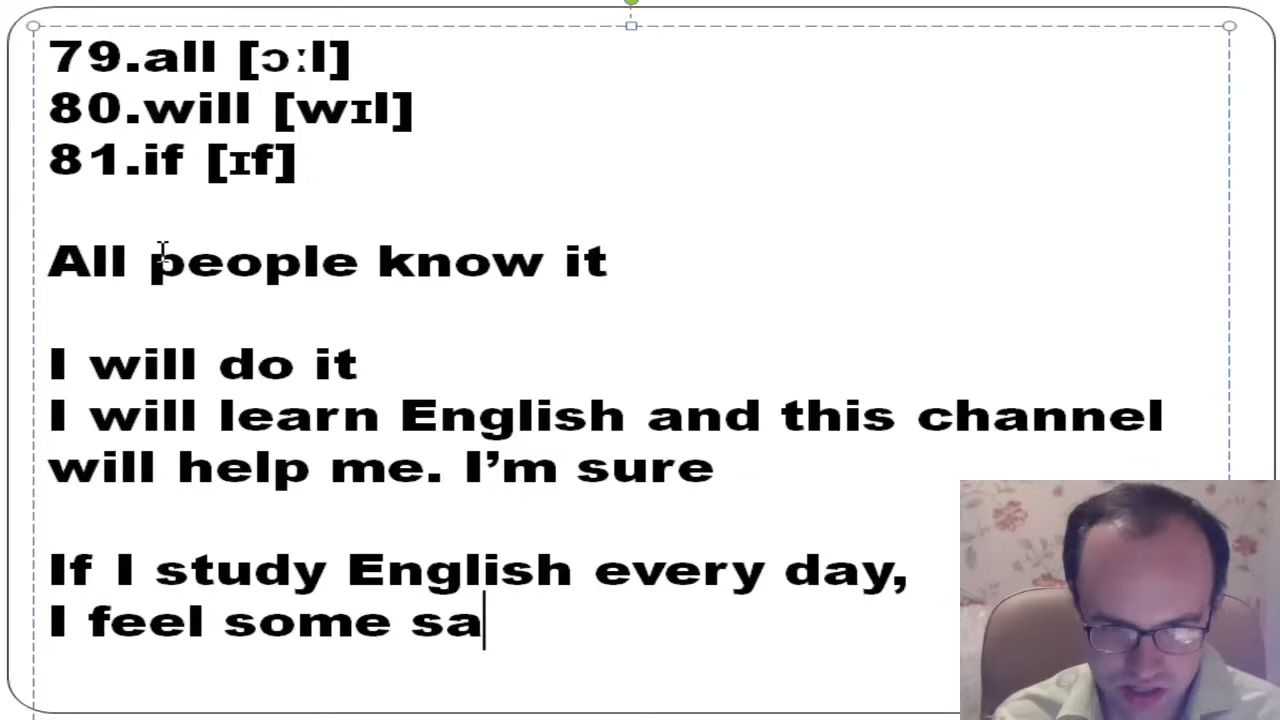 79.all [ɔːl]
80.will [wɪl]
81.if [ɪf]
All people know it
I will do it
I will learn English and this channel
will help me. I’m sure
If I study English every day,
I feel some sa